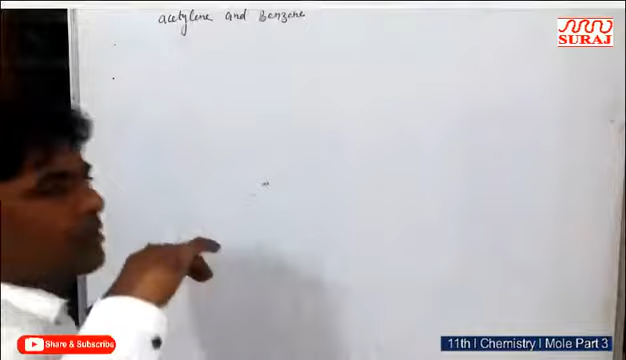 acetylene and Benzene
SURAJ
Share & Subscribe
11th | Chemistry | Mole Part 3